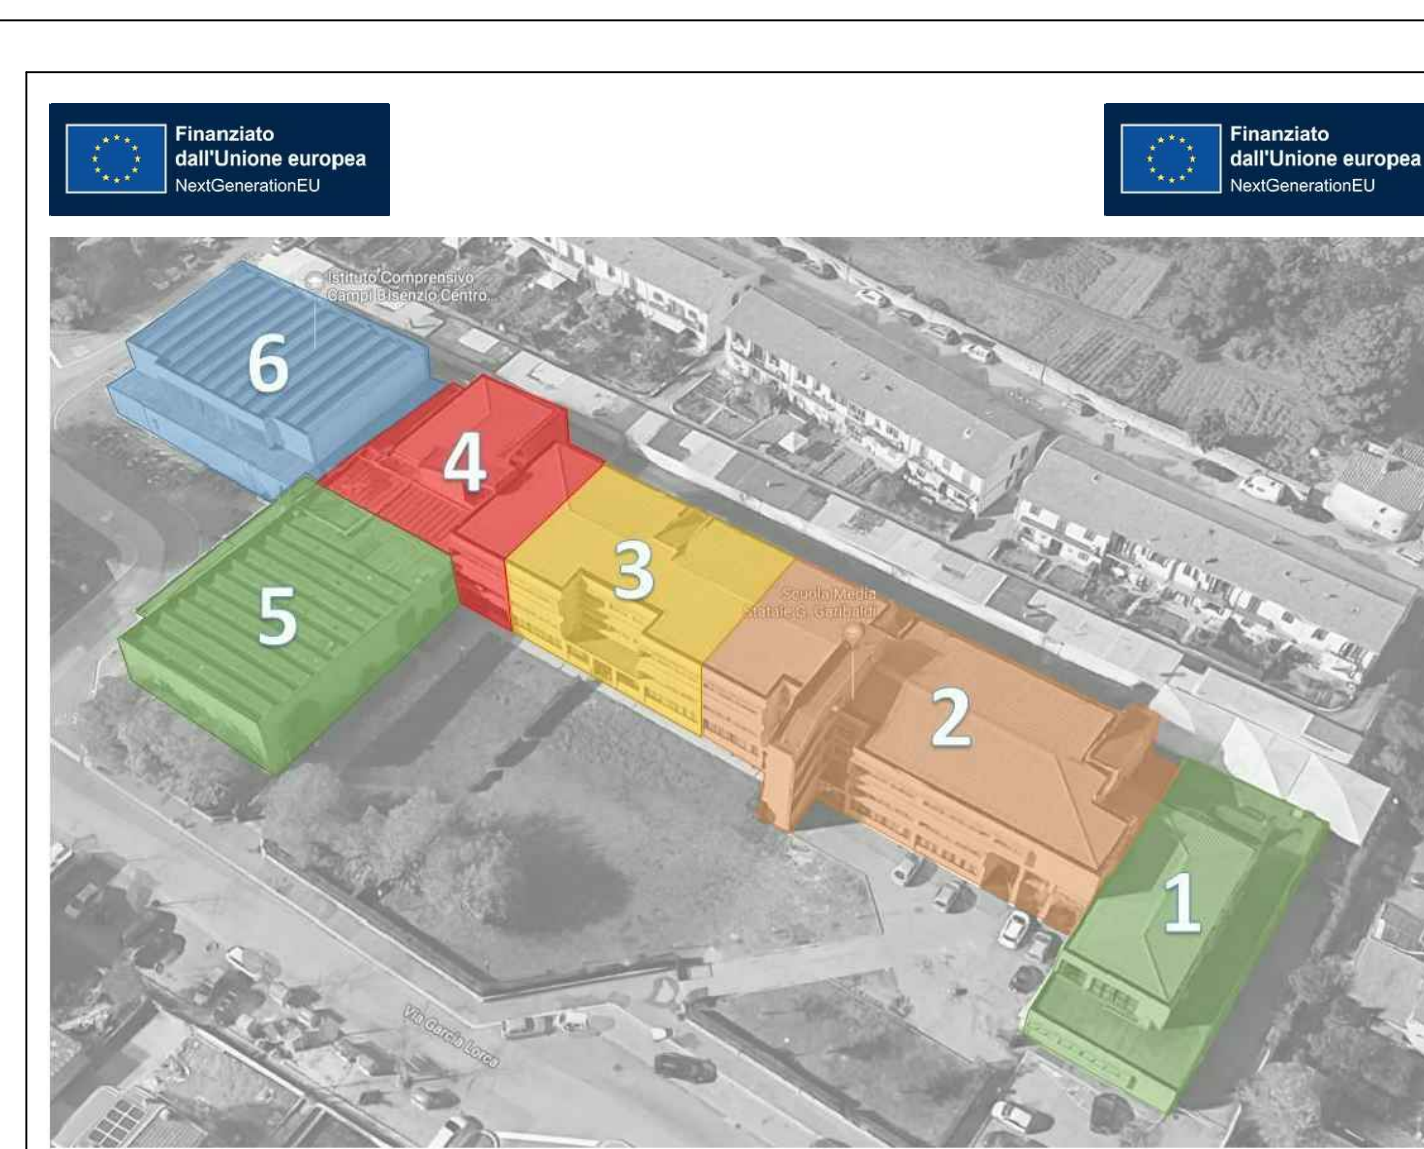 Finanziato
dall'Unione europea
NextGenerationEU
Finanziato
dall'Unione europea
NextGenerationEU
Istituto Comprensivo
Campi Bisenzio Centro...
6
4
3
5
Scuola Media
Statale G. Garibaldi
2
1
Via Garcia Lorca